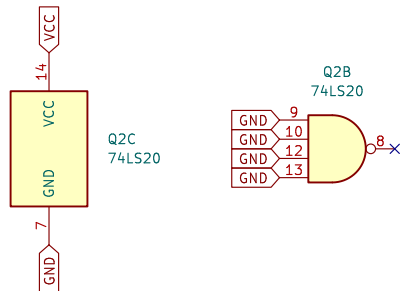 VCC
14
VCC
GND
7
GND
Q2C
74LS20
Q2B
74LS20
GND 9
GND 10
GND 12
GND 13
8